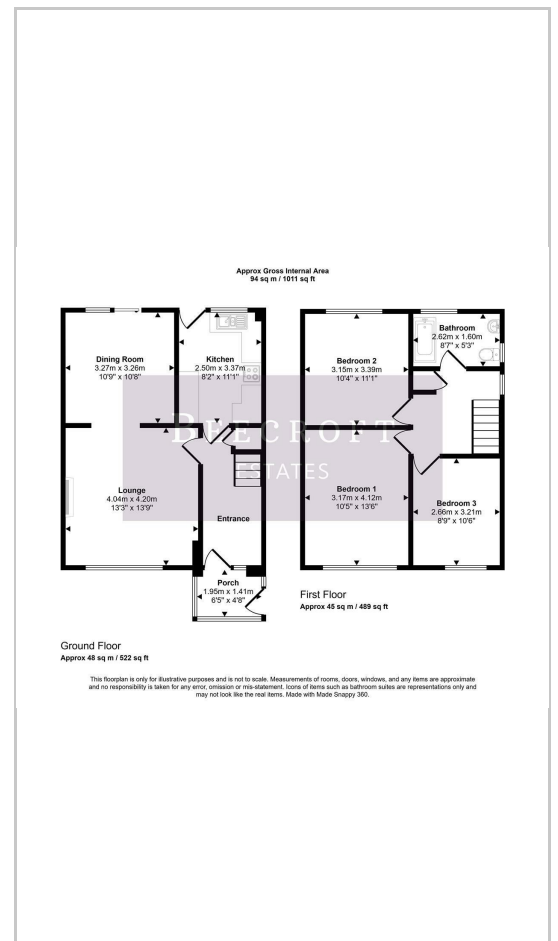 Approx Gross Internal Area
94 sq m / 1011 sq ft
Dining Room
3.27m x 3.26m
10'9" x 10'8"
Kitchen
2.50m x 3.37m
8'2" x 11'1"
Bedroom 2
3.15m x 3.39m
10'4" x 11'1"
Bathroom
2.62m x 1.60m
8'7" x 5'3"
BEECROFT
ESTATES
Lounge
4.04m x 4.20m
13'3" x 13'9"
Entrance
Bedroom 1
3.17m x 4.12m
10'5" x 13'6"
Bedroom 3
2.66m x 3.21m
8'9" x 10'6"
Porch
1.95m x 1.41m
6'5" x 4'8"
First Floor
Approx 45 sq m / 489 sq ft
Ground Floor
Approx 48 sq m / 522 sq ft
This floorplan is only for illustrative purposes and is not to scale. Measurements of rooms, doors, windows, and any items are approximate
and no responsibility is taken for any error, omission or mis-statement. Icons of items such as bathroom suites are representations only and
may not look like the real items. Made with Made Snappy 360.